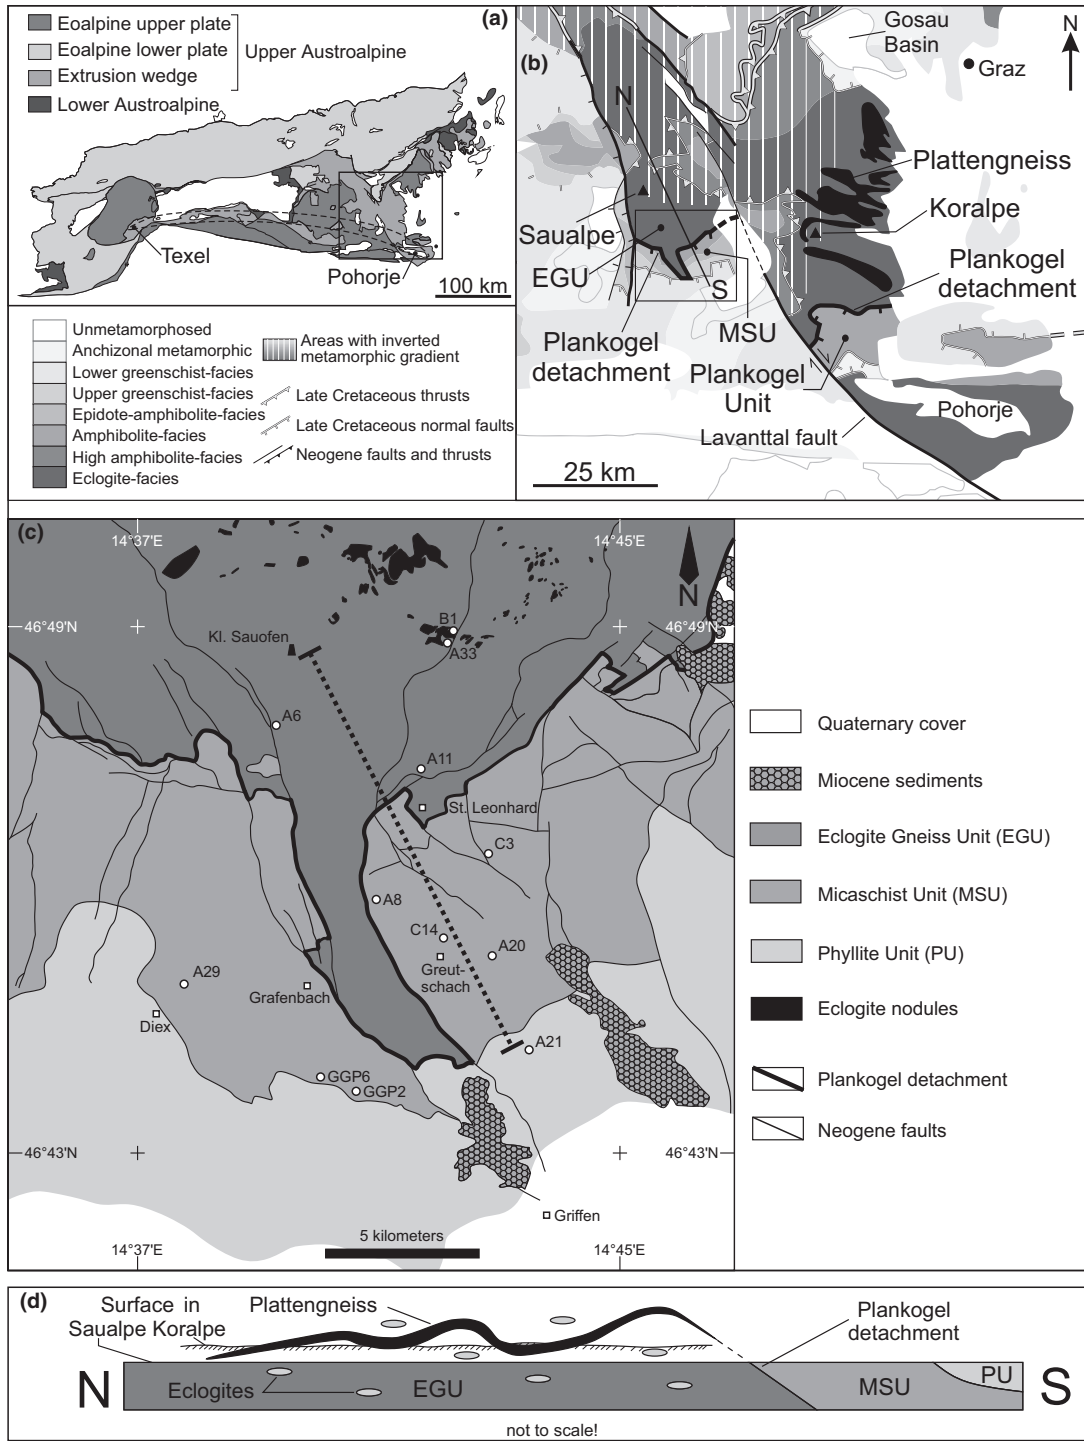 (a)
Eoalpine upper plate
Eoalpine lower plate
Extrusion wedge
Lower Austroalpine
Upper Austroalpine
Texel
Pohorje
100 km
Unmetamorphosed
Anchizonal metamorphic
Lower greenschist-facies
Upper greenschist-facies
Epidote-amphibolite-facies
Amphibolite-facies
High amphibolite-facies
Eclogite-facies
Areas with inverted
metamorphic gradient
Late Cretaceous thrusts
Late Cretaceous normal faults
Neogene faults and thrusts
(b)
Gosau
Basin
N
Graz
N
Plattengneiss
Koralpe
Saualpe
EGU
S
Plankogel
detachment
MSU
Plankogel
detachment
Plankogel
Unit
Pohorje
Lavanttal fault
25 km
(c)
14°37'E
14°45'E
N
46°49'N
46°49'N
B1
Kl. Sauofen
A33
A6
A11
St. Leonhard
C3
A8
C14
A20
Greut-
schach
A29
Grafenbach
Diex
A21
GGP6
GGP2
46°43'N
46°43'N
Griffen
5 kilometers
14°37'E
14°45'E
Quaternary cover
Miocene sediments
Eclogite Gneiss Unit (EGU)
Micaschist Unit (MSU)
Phyllite Unit (PU)
Eclogite nodules
Plankogel detachment
Neogene faults
(d)
Surface in
Saualpe Koralpe
Plattengneiss
Plankogel
detachment
N
Eclogites
EGU
MSU
PU
S
not to scale!